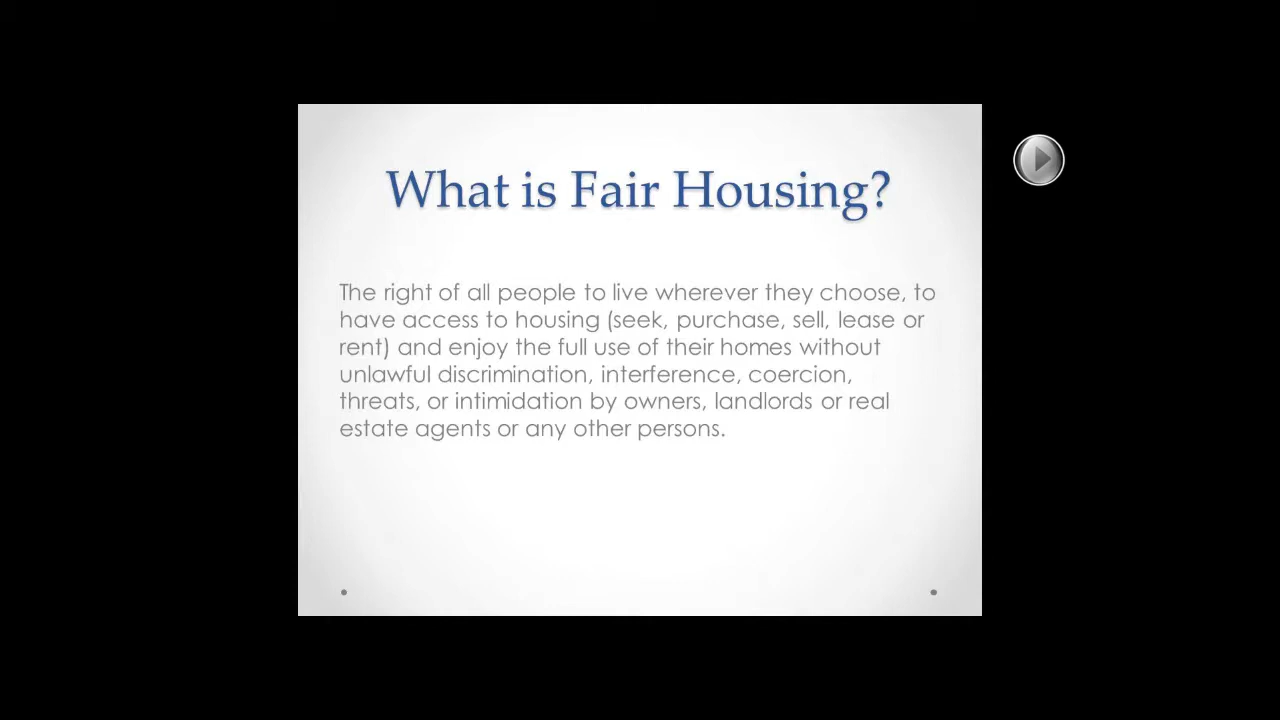 What is Fair Housing?
The right of all people to live wherever they choose, to
have access to housing (seek, purchase, sell, lease or
rent) and enjoy the full use of their homes without
unlawful discrimination, interference, coercion,
threats, or intimidation by owners, landlords or real
estate agents or any other persons.